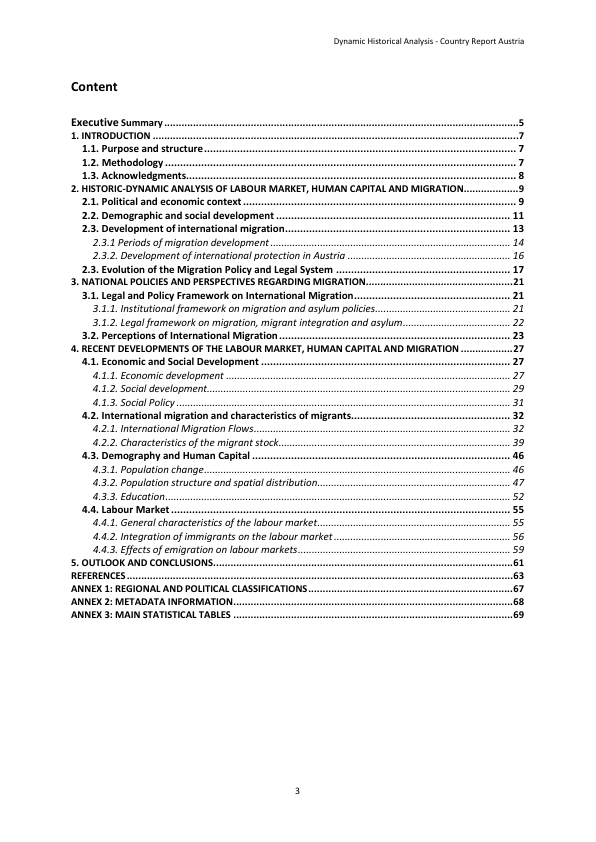 Dynamic Historical Analysis - Country Report Austria
Content
Executive Summary ........................................................................................................................5
1. INTRODUCTION ............................................................................................................................7
1.1. Purpose and structure........................................................................................................... 7
1.2. Methodology ........................................................................................................................ 7
1.3. Acknowledgments................................................................................................................. 8
2. HISTORIC-DYNAMIC ANALYSIS OF LABOUR MARKET, HUMAN CAPITAL AND MIGRATION...................9
2.1. Political and economic context .............................................................................................. 9
2.2. Demographic and social development ................................................................................. 11
2.3. Development of international migration.............................................................................. 13
2.3.1 Periods of migration development ................................................................................... 14
2.3.2. Development of international protection in Austria ......................................................... 16
2.3. Evolution of the Migration Policy and Legal System ............................................................. 17
3. NATIONAL POLICIES AND PERSPECTIVES REGARDING MIGRATION..................................................21
3.1. Legal and Policy Framework on International Migration....................................................... 21
3.1.1. Institutional framework on migration and asylum policies................................................ 21
3.1.2. Legal framework on migration, migrant integration and asylum....................................... 22
3.2. Perceptions of International Migration ................................................................................ 23
4. RECENT DEVELOPMENTS OF THE LABOUR MARKET, HUMAN CAPITAL AND MIGRATION ..................27
4.1. Economic and Social Development ...................................................................................... 27
4.1.1. Economic development .................................................................................................. 27
4.1.2. Social development........................................................................................................ 29
4.1.3. Social Policy ................................................................................................................... 31
4.2. International migration and characteristics of migrants........................................................ 32
4.2.1. International Migration Flows......................................................................................... 32
4.2.2. Characteristics of the migrant stock................................................................................ 39
4.3. Demography and Human Capital ......................................................................................... 46
4.3.1. Population change.......................................................................................................... 46
4.3.2. Population structure and spatial distribution................................................................... 47
4.3.3. Education....................................................................................................................... 52
4.4. Labour Market .................................................................................................................... 55
4.4.1. General characteristics of the labour market................................................................... 55
4.4.2. Integration of immigrants on the labour market .............................................................. 56
4.4.3. Effects of emigration on labour markets.......................................................................... 59
5. OUTLOOK AND CONCLUSIONS.......................................................................................................61
REFERENCES ....................................................................................................................................63
ANNEX 1: REGIONAL AND POLITICAL CLASSIFICATIONS......................................................................67
ANNEX 2: METADATA INFORMATION................................................................................................68
ANNEX 3: MAIN STATISTICAL TABLES ................................................................................................69
3